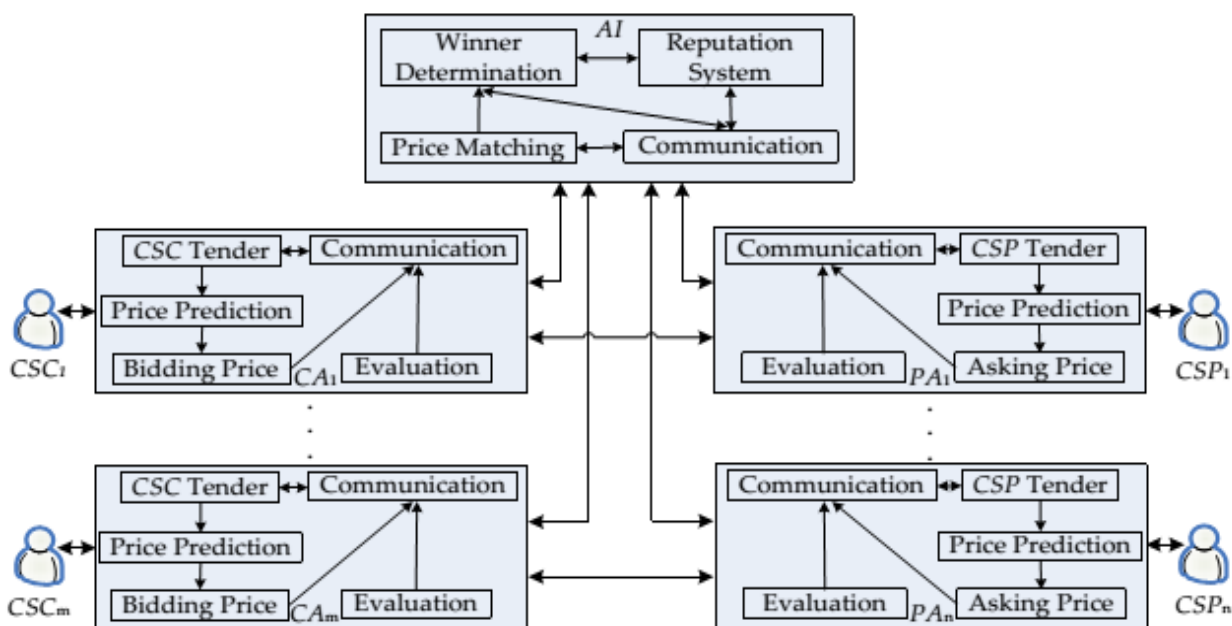 AI
Winner
Determination
Reputation
System
Price Matching
Communication
CSC Tender
Communication
Price Prediction
Bidding Price
CA₁
Evaluation
CSC₁
Communication
CSP Tender
Price Prediction
Evaluation
PA₁
Asking Price
CSP₁
CSC Tender
Communication
Price Prediction
Bidding Price
CAₘ
Evaluation
CSCₘ
Communication
CSP Tender
Price Prediction
Evaluation
PAₙ
Asking Price
CSPₙ